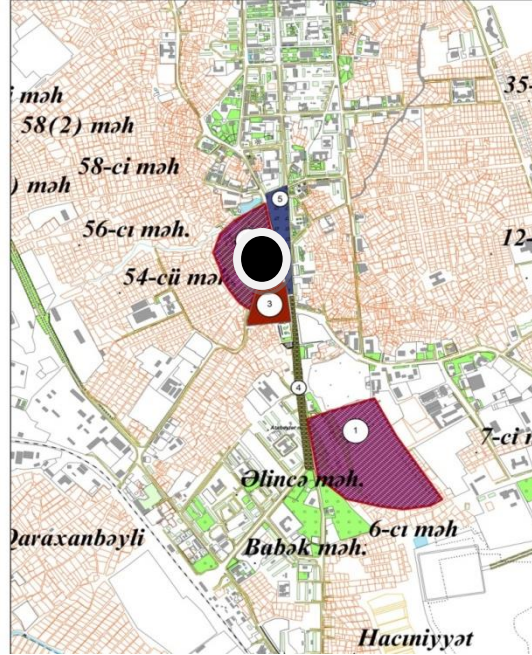 məh
35-
58(2) məh
58-ci məh
) məh
5
56-cı məh.
12-
54-cü məh
3
4
1
7-ci
Əlincə məh.
6-cı məh
Qaraxanbəyli
Babək məh.
Hacıniyyət